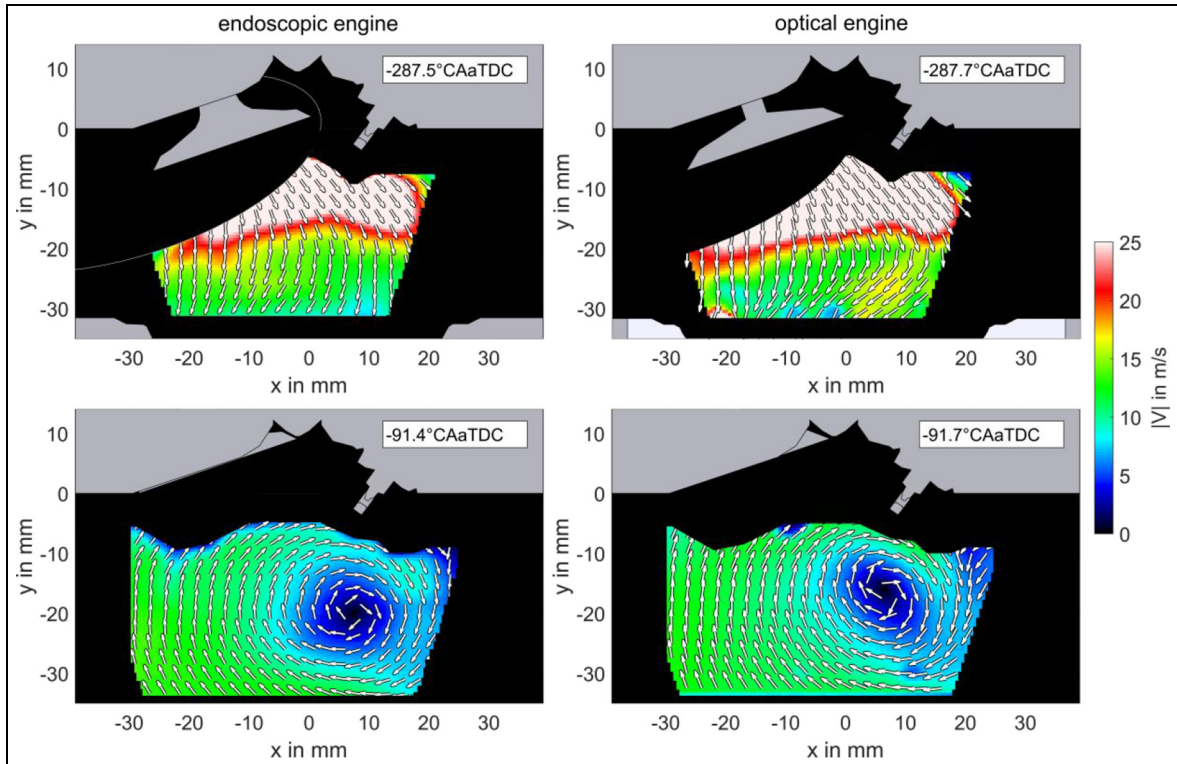 endoscopic engine
optical engine
-287.5°CAaTDC
-287.7°CAaTDC
10
0
-10
-20
-30
y in mm
-30 -20 -10 0 10 20 30
x in mm
10
0
-10
-20
-30
y in mm
-30 -20 -10 0 10 20 30
x in mm
25
20
15
10
5
0
|V| in m/s
-91.4°CAaTDC
-91.7°CAaTDC
10
0
-10
-20
-30
y in mm
-30 -20 -10 0 10 20 30
x in mm
10
0
-10
-20
-30
y in mm
-30 -20 -10 0 10 20 30
x in mm